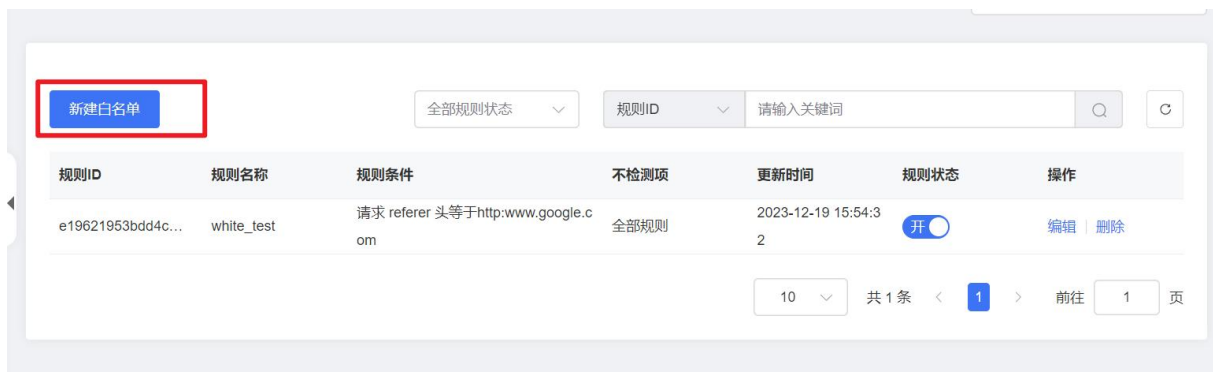 新建白名单 全部规则状态 规则ID 请输入关键词
规则ID 规则名称 规则条件 不检测项 更新时间 规则状态 操作
e19621953bdd4c... white_test 请求 referer 头等于http:www.google.c 全部规则 2023-12-19 15:54:3 开 编辑 删除
om 2
10 共 1 条 1 前往 1 页